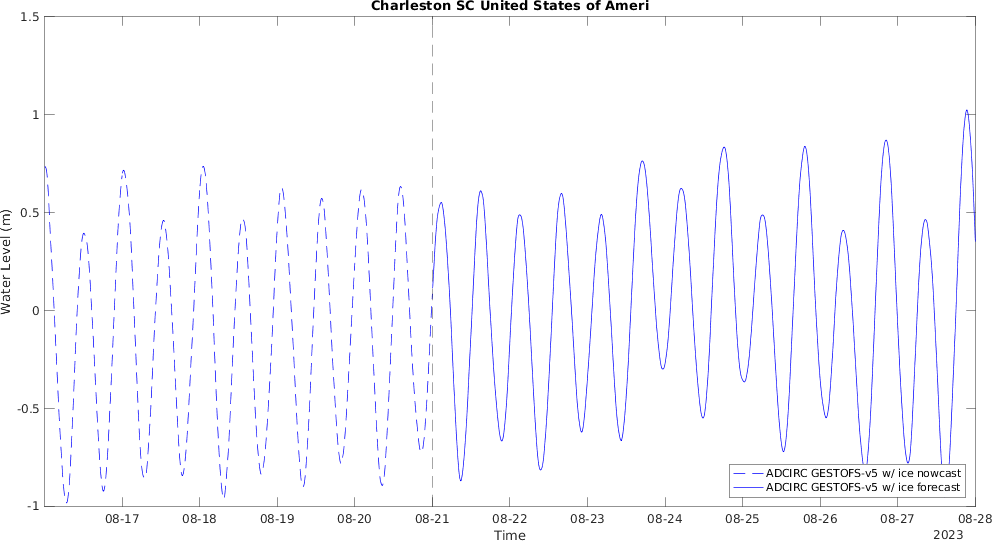 Charleston SC United States of Ameri
1.5
1
0.5
0
-0.5
-1
Water Level (m)
ADCIRC GESTOFS-v5 w/ ice nowcast
ADCIRC GESTOFS-v5 w/ ice forecast
08-17 08-18 08-19 08-20 08-21 08-22 08-23 08-24 08-25 08-26 08-27 08-28
Time
2023